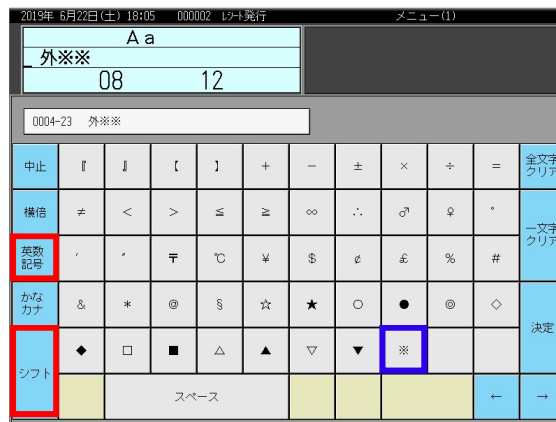 2019年 6月22日(土) 18:05 000002 レシート発行 メニュー(1)
Aa
_ 外※※
08 12
0004-23 外※※
中止 『 』 【 】 + − ± × ÷ = 全文字クリア
横倍 ≠ < > ≦ ≧ ∞ ∴ ♂ ♀ ° 一文字クリア
英数記号 ′ ″ 〒 ℃ ¥ $ ¢ £ % #
かなカナ & * @ § ☆ ★ ○ ● ◎ ◇ 決定
シフト ◆ □ ■ △ ▲ ▽ ▼ ※
スペース ← →